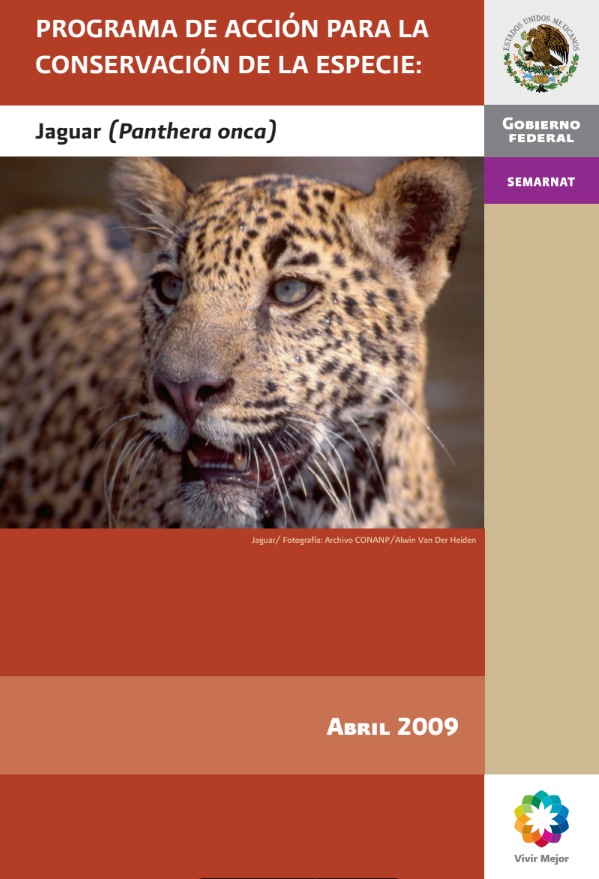 PROGRAMA DE ACCIÓN PARA LA
CONSERVACIÓN DE LA ESPECIE:
ESTADOS UNIDOS MEXICANOS
Jaguar (Panthera onca)
GOBIERNO
FEDERAL
SEMARNAT
Jaguar/ Fotografía: Archivo CONANP/Alwin Van Der Heiden
ABRIL 2009
Vivir Mejor